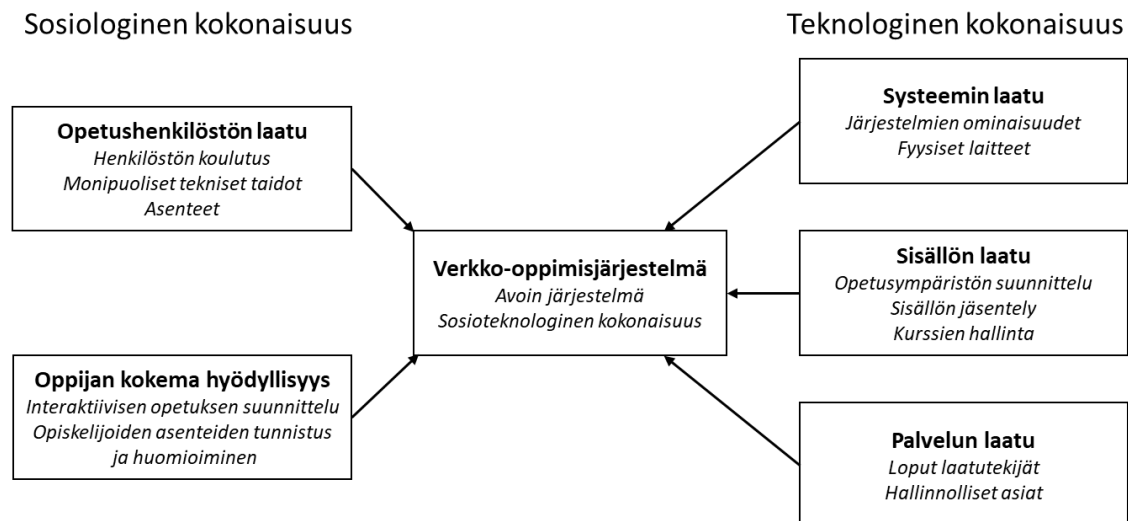 Sosiologinen kokonaisuus
Opetushenkilöstön laatu
Henkilöstön koulutus
Monipuoliset tekniset taidot
Asenteet
Oppijan kokema hyödyllisyys
Interaktiivisen opetuksen suunnittelu
Opiskelijoiden asenteiden tunnistus
ja huomioiminen
Verkko-oppimisjärjestelmä
Avoin järjestelmä
Sosioteknologinen kokonaisuus
Teknologinen kokonaisuus
Systeemin laatu
Järjestelmien ominaisuudet
Fyysiset laitteet
Sisällön laatu
Opetusympäristön suunnittelu
Sisällön jäsentely
Kurssien hallinta
Palvelun laatu
Loput laatutekijät
Hallinnolliset asiat